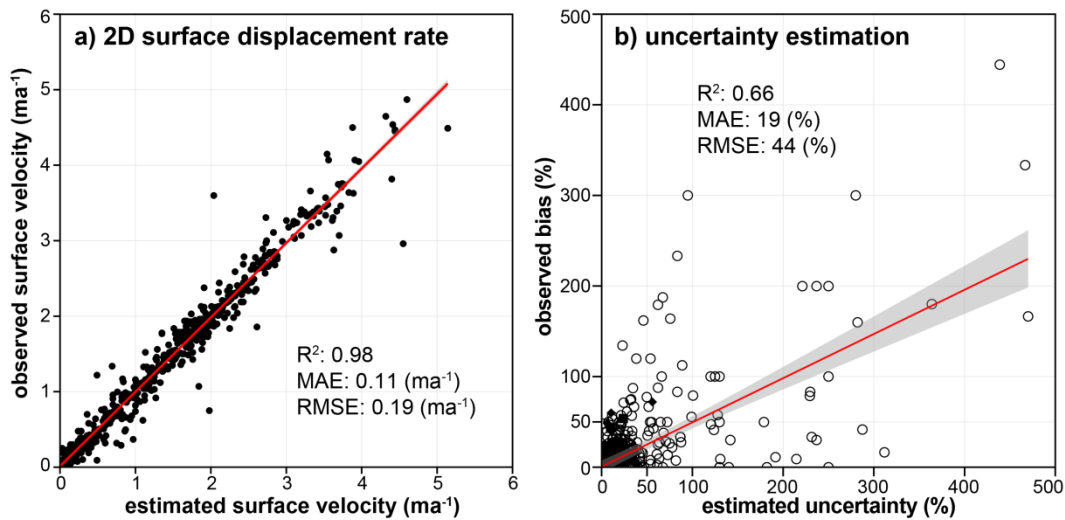 a) 2D surface displacement rate
observed surface velocity (ma⁻¹)
6
5
4
3
2
1
0
R²: 0.98
MAE: 0.11 (ma⁻¹)
RMSE: 0.19 (ma⁻¹)
0 1 2 3 4 5 6
estimated surface velocity (ma⁻¹)
b) uncertainty estimation
observed bias (%)
500
400
300
200
100
50
0
R²: 0.66
MAE: 19 (%)
RMSE: 44 (%)
0 50 100 200 300 400 500
estimated uncertainty (%)